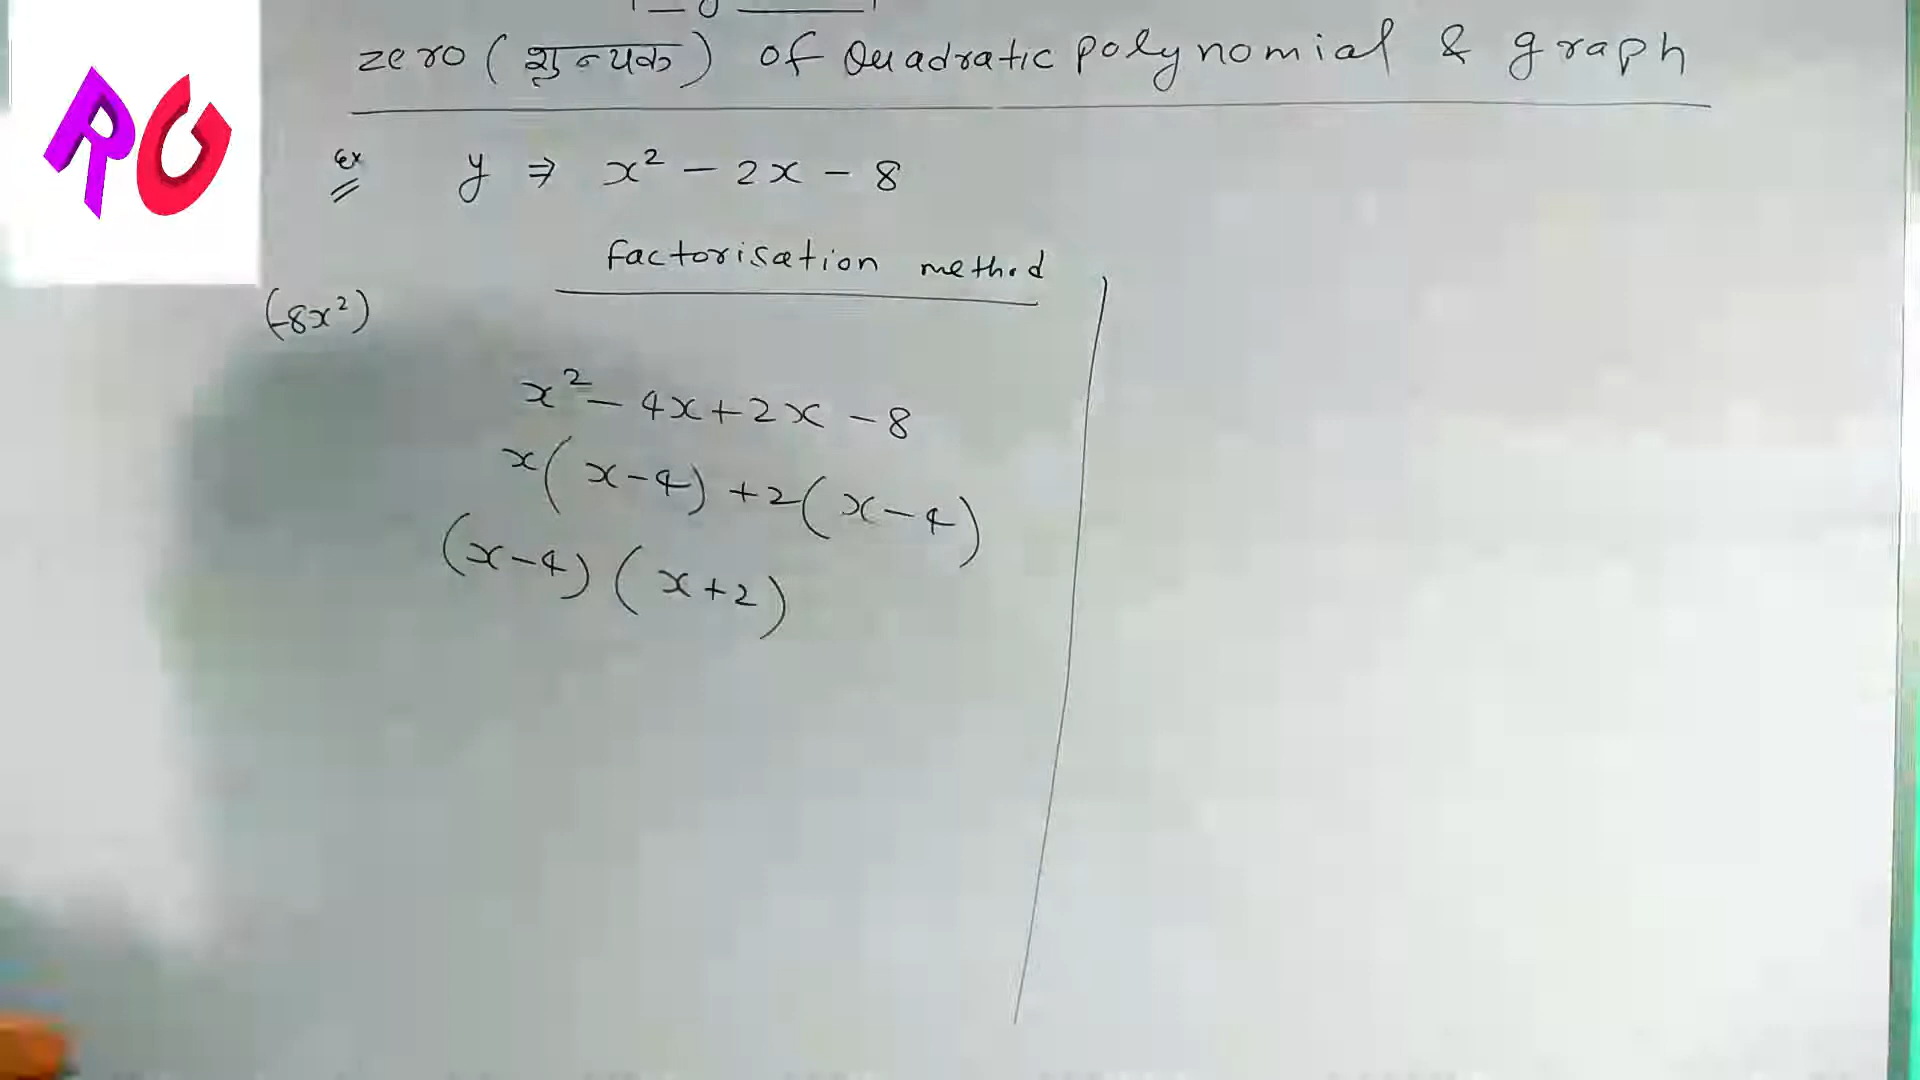 RG
zero (शुन्यक) of Quadratic polynomial & graph
Ex y ⇒ x² - 2x - 8
factorisation method
(-8x²)
x² - 4x + 2x - 8
x(x-4) + 2(x-4)
(x-4) (x+2)